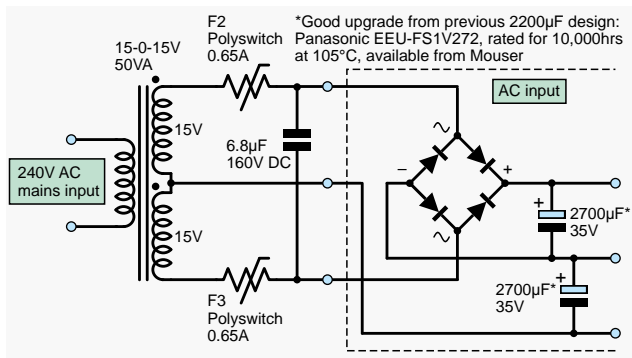 F2
Polyswitch
0.65A
*Good upgrade from previous 2200µF design:
Panasonic EEU-FS1V272, rated for 10,000hrs
at 105°C, available from Mouser
15-0-15V
50VA
AC input
15V
6.8µF
160V DC
240V AC
mains input
–
+
+
2700µF*
35V
15V
+
2700µF*
35V
F3
Polyswitch
0.65A